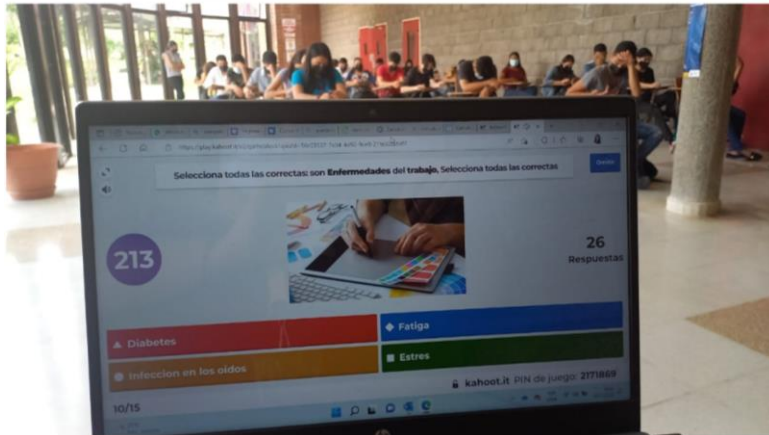 Selecciona todas las correctas: son Enfermedades del trabajo, Selecciona todas las correctas
213
26
Respuestas
Diabetes
Fatiga
Infeccion en los oidos
Estres
kahoot.it PIN de juego: 2171869
10/15